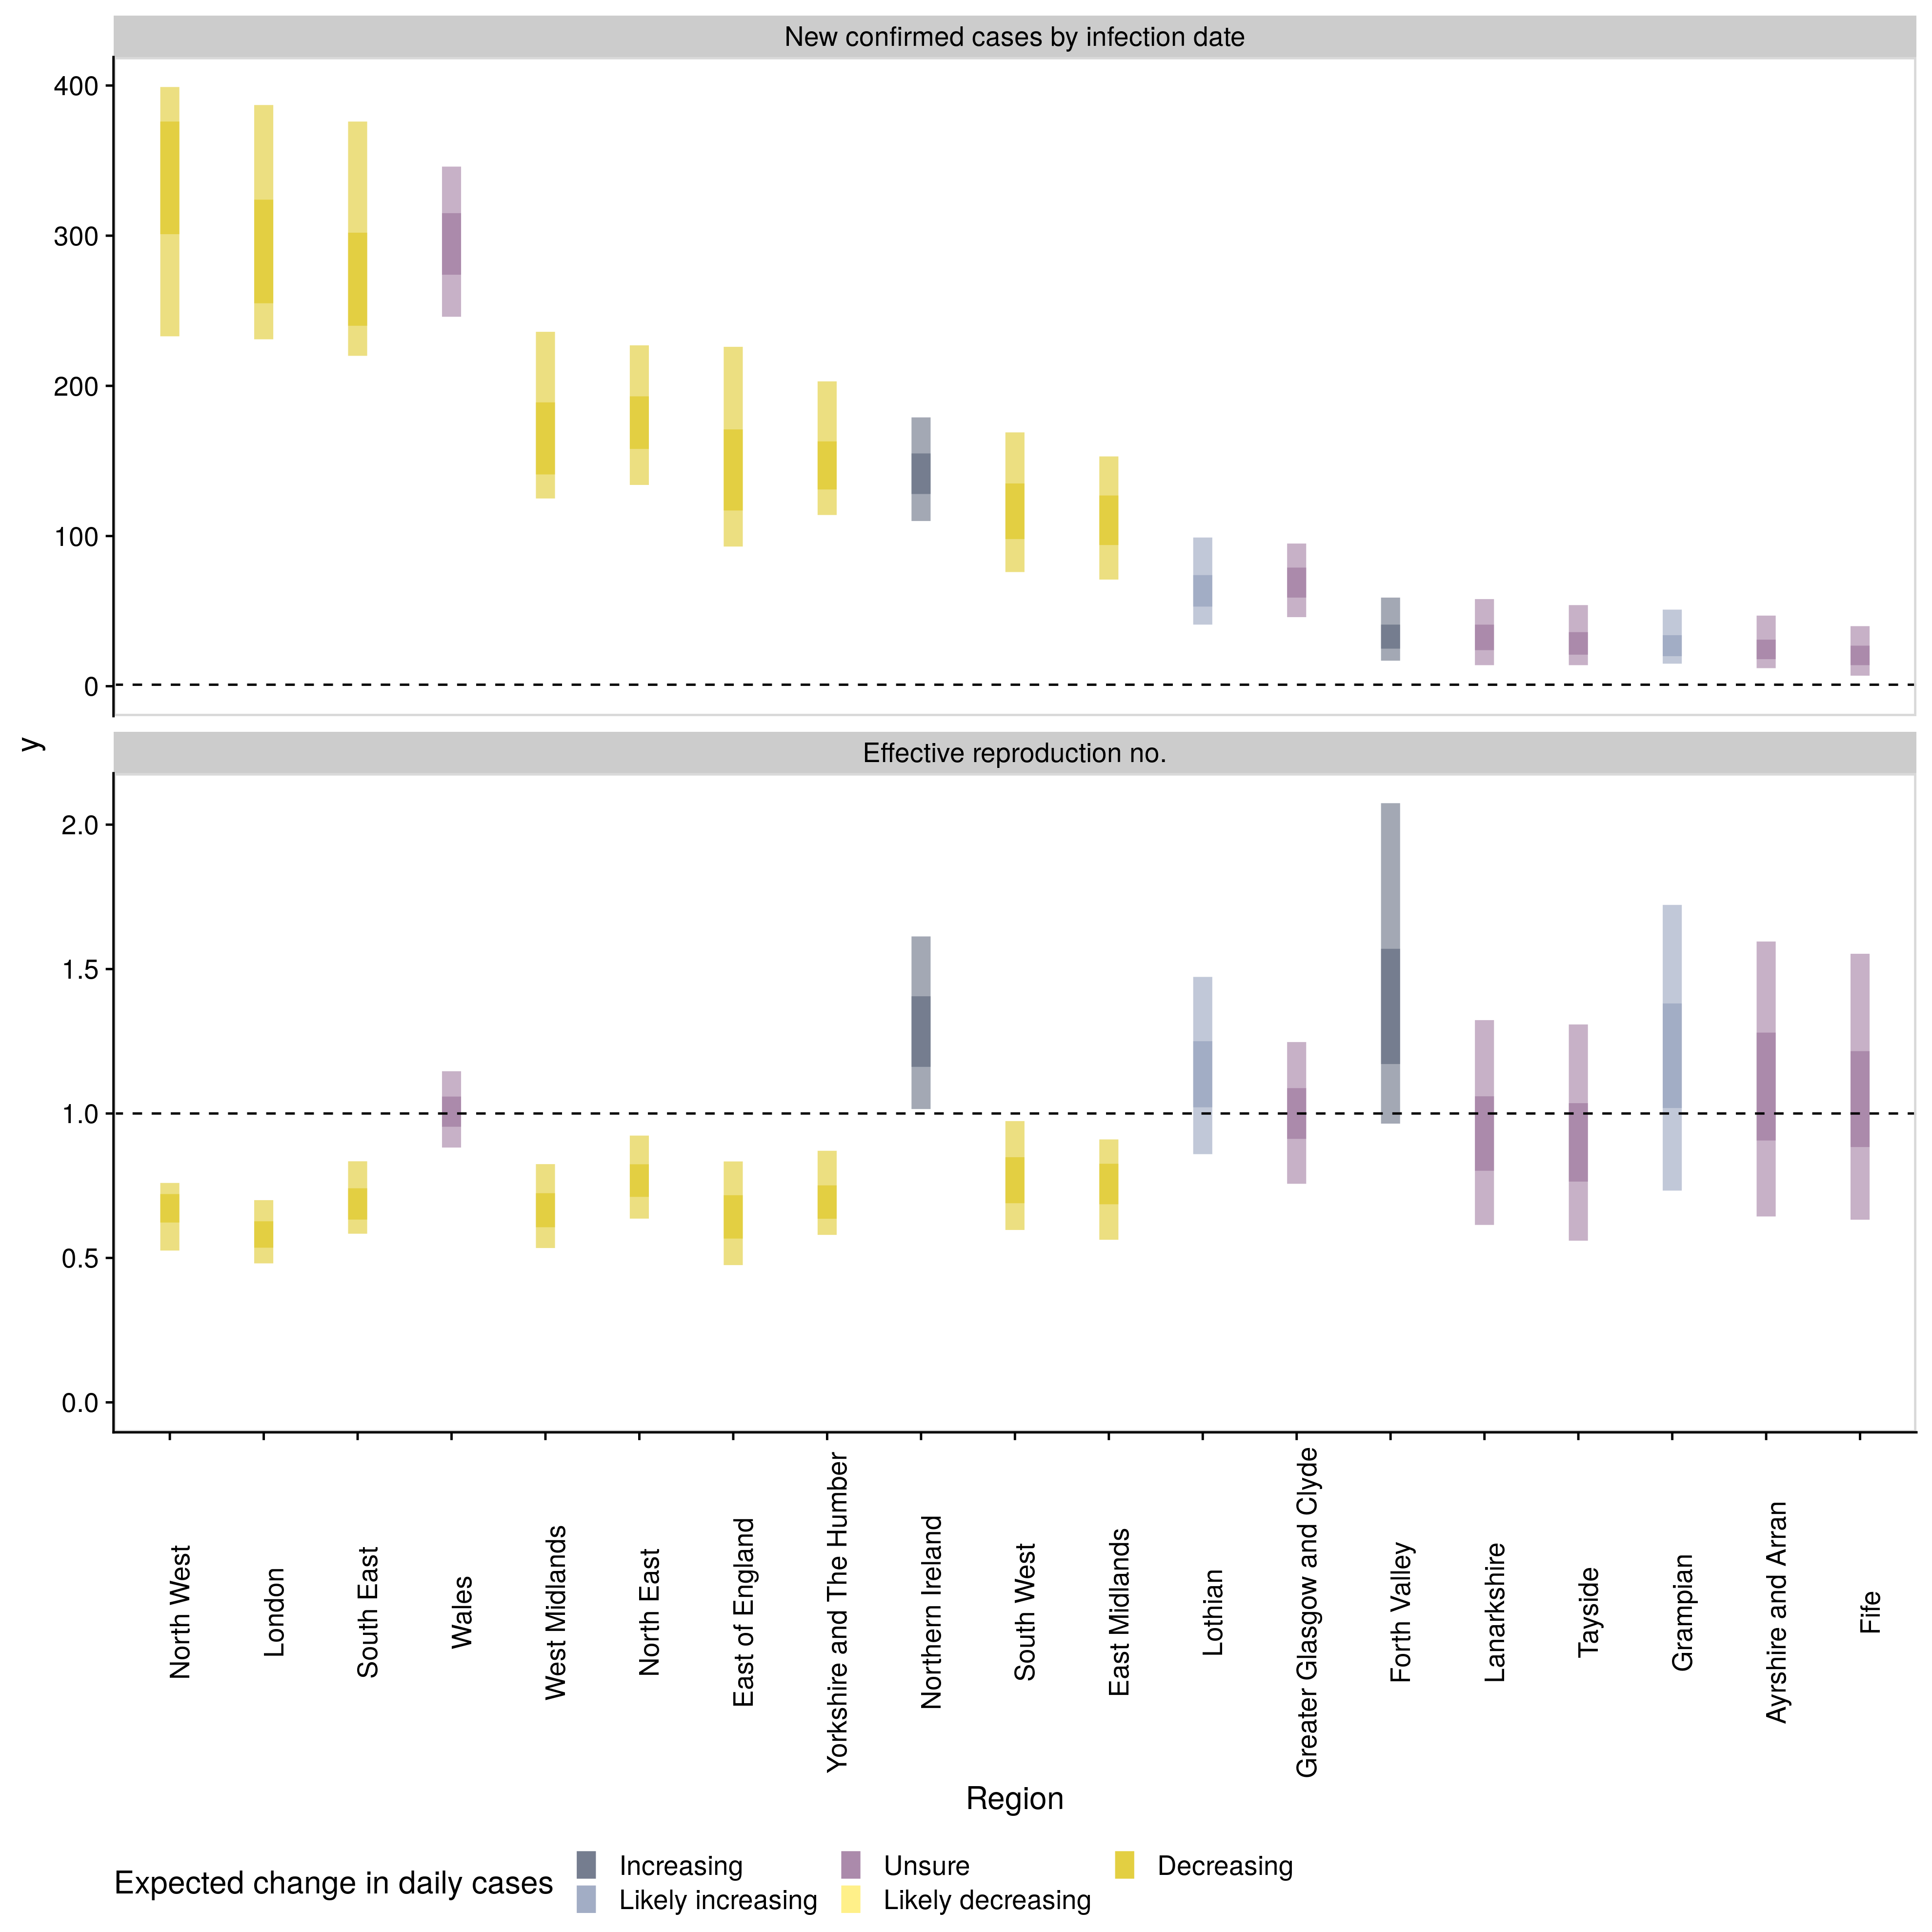 New confirmed cases by infection date
400
300
200
100
0
y
Effective reproduction no.
2.0
1.5
1.0
0.5
0.0
North West
London
South East
Wales
West Midlands
North East
East of England
Yorkshire and The Humber
Northern Ireland
South West
East Midlands
Lothian
Greater Glasgow and Clyde
Forth Valley
Lanarkshire
Tayside
Grampian
Ayrshire and Arran
Fife
Region
Expected change in daily cases
Increasing
Unsure
Decreasing
Likely increasing
Likely decreasing